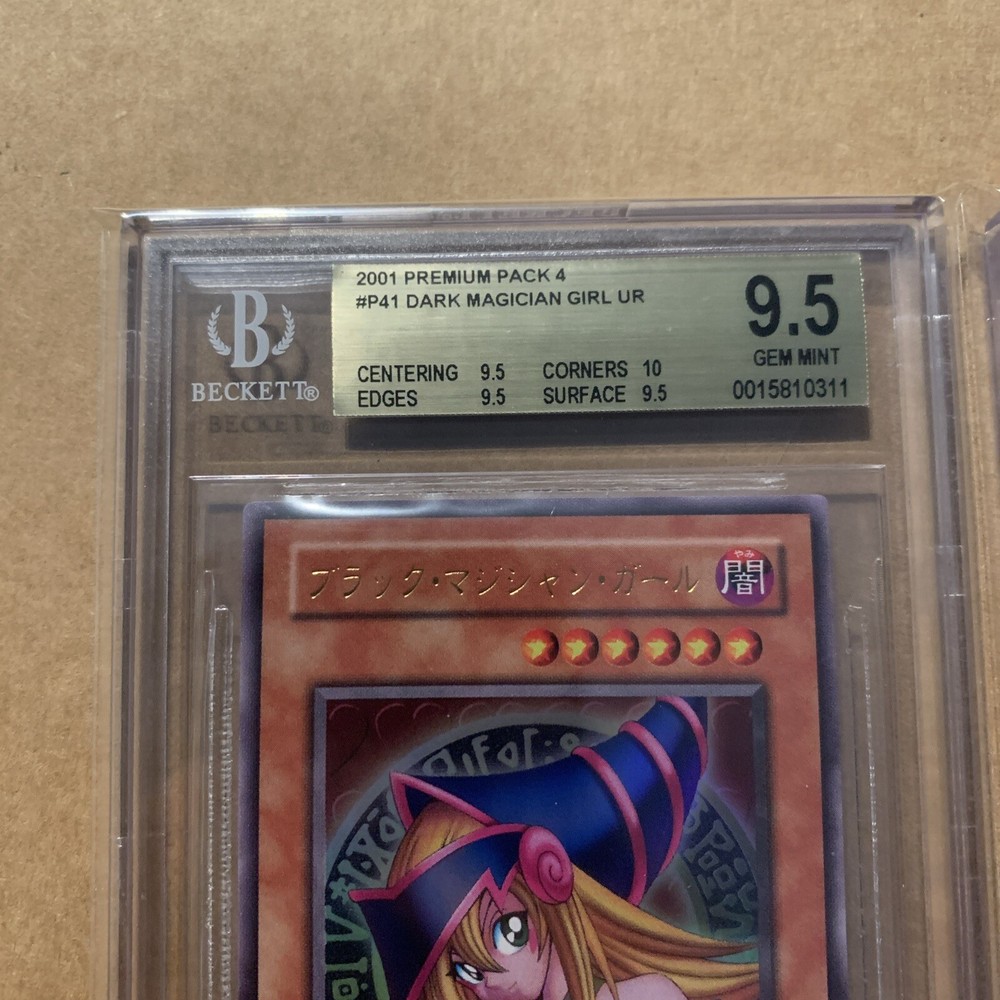 2001 PREMIUM PACK 4
#P41 DARK MAGICIAN GIRL UR
9.5
GEM MINT
CENTERING 9.5 CORNERS 10
EDGES 9.5 SURFACE 9.5
0015810311
B
BECKETT®
ブラック・マジシャン・ガール
やみ
闇